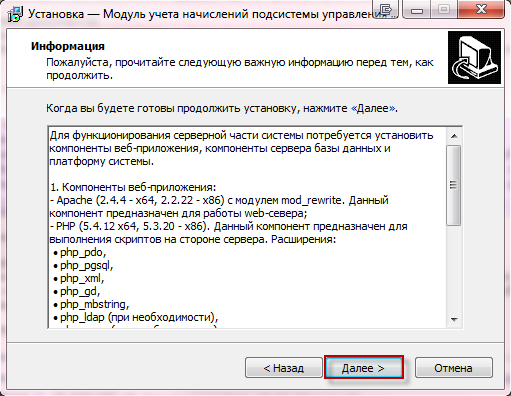 Установка — Модуль учета начислений подсистемы управления...
Информация
Пожалуйста, прочитайте следующую важную информацию перед тем, как
продолжить.
Когда вы будете готовы продолжить установку, нажмите «Далее».
Для функционирования серверной части системы потребуется установить
компоненты веб-приложения, компоненты сервера базы данных и
платформу системы.
1. Компоненты веб-приложения:
- Apache (2.4.4 - x64, 2.2.22 - x86) с модулем mod_rewrite. Данный
компонент предназначен для работы web-севера;
- PHP (5.4.12 x64, 5.3.20 - x86). Данный компонент предназначен для
выполнения скриптов на стороне сервера. Расширения:
• php_pdo,
• php_pgsql,
• php_xml,
• php_gd,
• php_mbstring,
• php_ldap (при необходимости),
< Назад
Далее >
Отмена